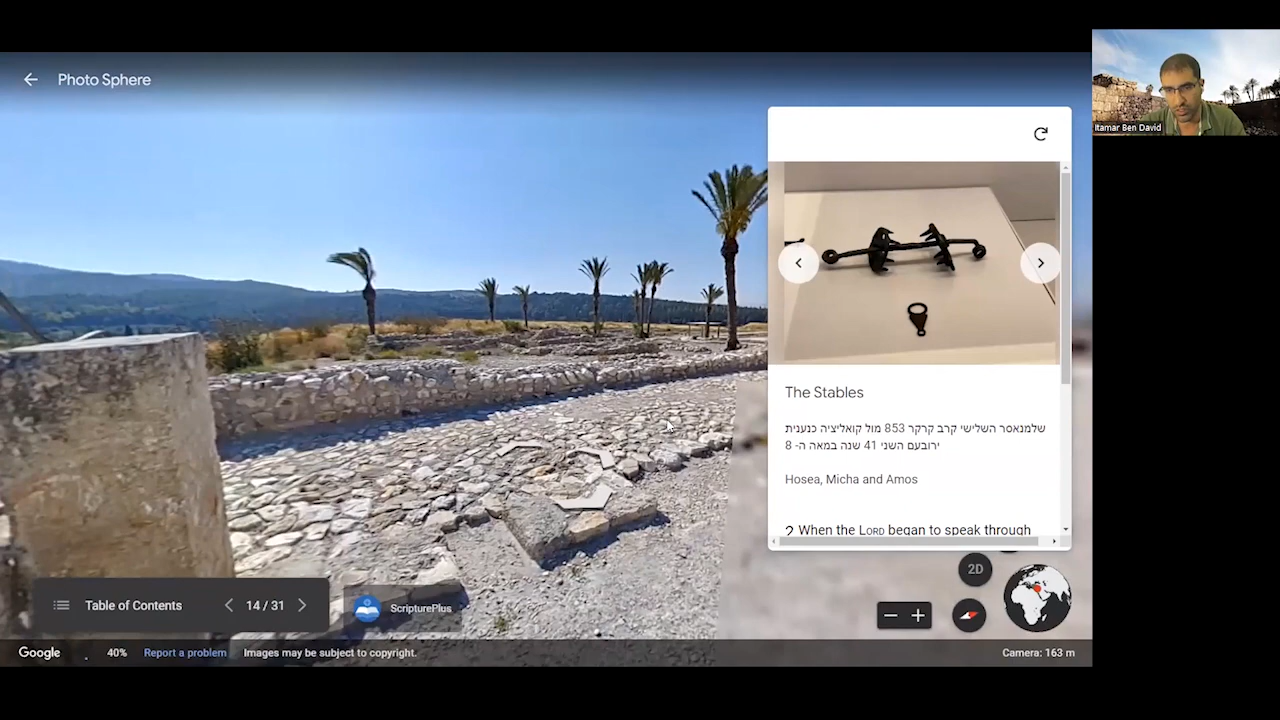 Photo Sphere
Itamar Ben David
The Stables
שלמנאסר השלישי קרב קרקר 853 מול קואליציה כנענית
ירובעם השני 41 שנה במאה ה- 8
Hosea, Micha and Amos
2 When the LORD began to speak through
2D
Table of Contents
14 / 31
ScripturePlus
Google
40%
Report a problem
Images may be subject to copyright.
Camera: 163 m